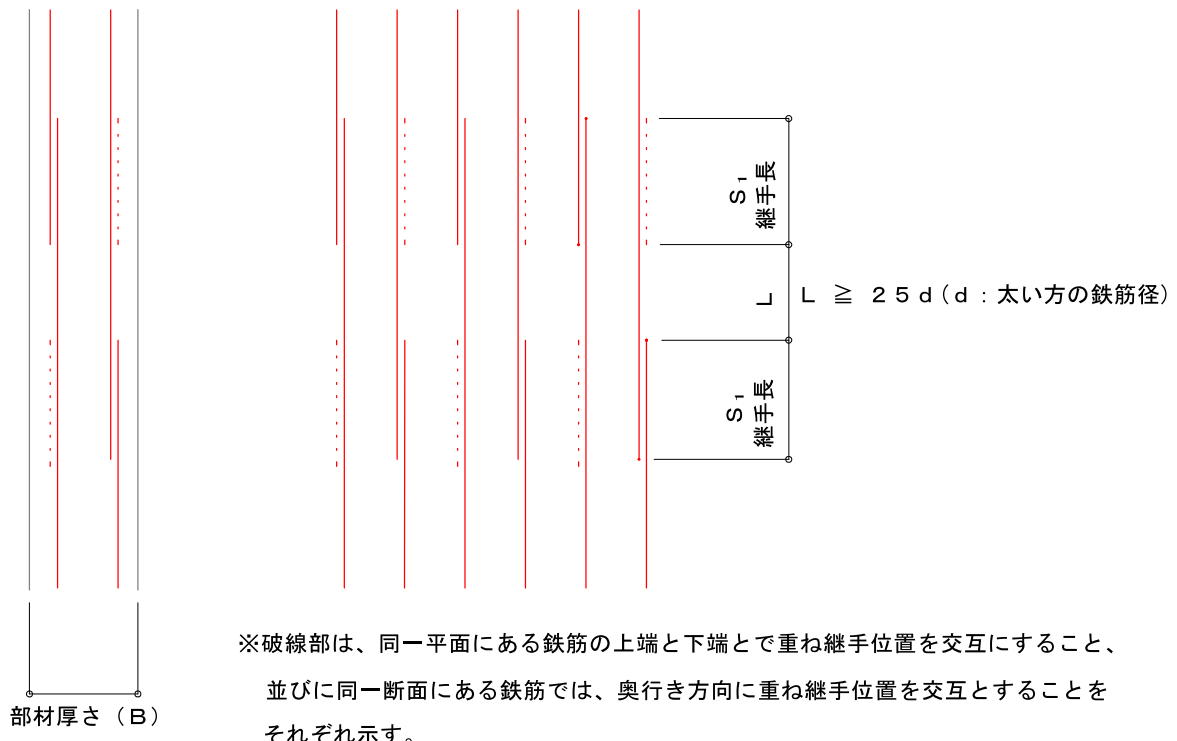 S₁
継手長
L
L ≧ 25d(d:太い方の鉄筋径)
S₁
継手長
※破線部は、同一平面にある鉄筋の上端と下端とで重ね継手位置を交互にすること、
並びに同一断面にある鉄筋では、奥行き方向に重ね継手位置を交互とすることを
それぞれ示す。
部材厚さ(B)